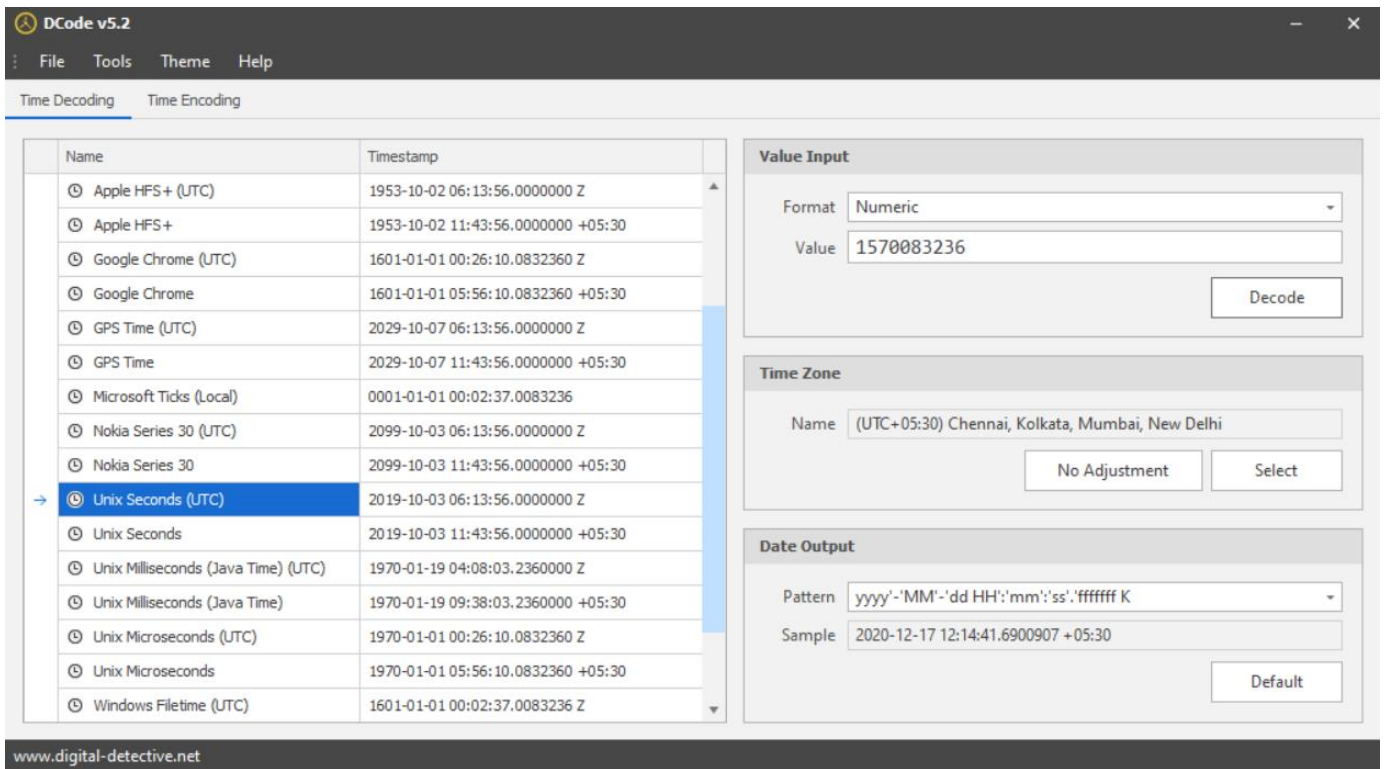 DCode v5.2
File Tools Theme Help
Time Decoding Time Encoding
Name Timestamp
Apple HFS+ (UTC) 1953-10-02 06:13:56.0000000 Z
Apple HFS+ 1953-10-02 11:43:56.0000000 +05:30
Google Chrome (UTC) 1601-01-01 00:26:10.0832360 Z
Google Chrome 1601-01-01 05:56:10.0832360 +05:30
GPS Time (UTC) 2029-10-07 06:13:56.0000000 Z
GPS Time 2029-10-07 11:43:56.0000000 +05:30
Microsoft Ticks (Local) 0001-01-01 00:02:37.0083236
Nokia Series 30 (UTC) 2099-10-03 06:13:56.0000000 Z
Nokia Series 30 2099-10-03 11:43:56.0000000 +05:30
Unix Seconds (UTC) 2019-10-03 06:13:56.0000000 Z
Unix Seconds 2019-10-03 11:43:56.0000000 +05:30
Unix Milliseconds (Java Time) (UTC) 1970-01-19 04:08:03.2360000 Z
Unix Milliseconds (Java Time) 1970-01-19 09:38:03.2360000 +05:30
Unix Microseconds (UTC) 1970-01-01 00:26:10.0832360 Z
Unix Microseconds 1970-01-01 05:56:10.0832360 +05:30
Windows Filetime (UTC) 1601-01-01 00:02:37.0083236 Z
Value Input
Format Numeric
Value 1570083236
Decode
Time Zone
Name (UTC+05:30) Chennai, Kolkata, Mumbai, New Delhi
No Adjustment Select
Date Output
Pattern yyyy'-'MM'-'dd HH':'mm':'ss'.'fffffff K
Sample 2020-12-17 12:14:41.6900907 +05:30
Default
www.digital-detective.net